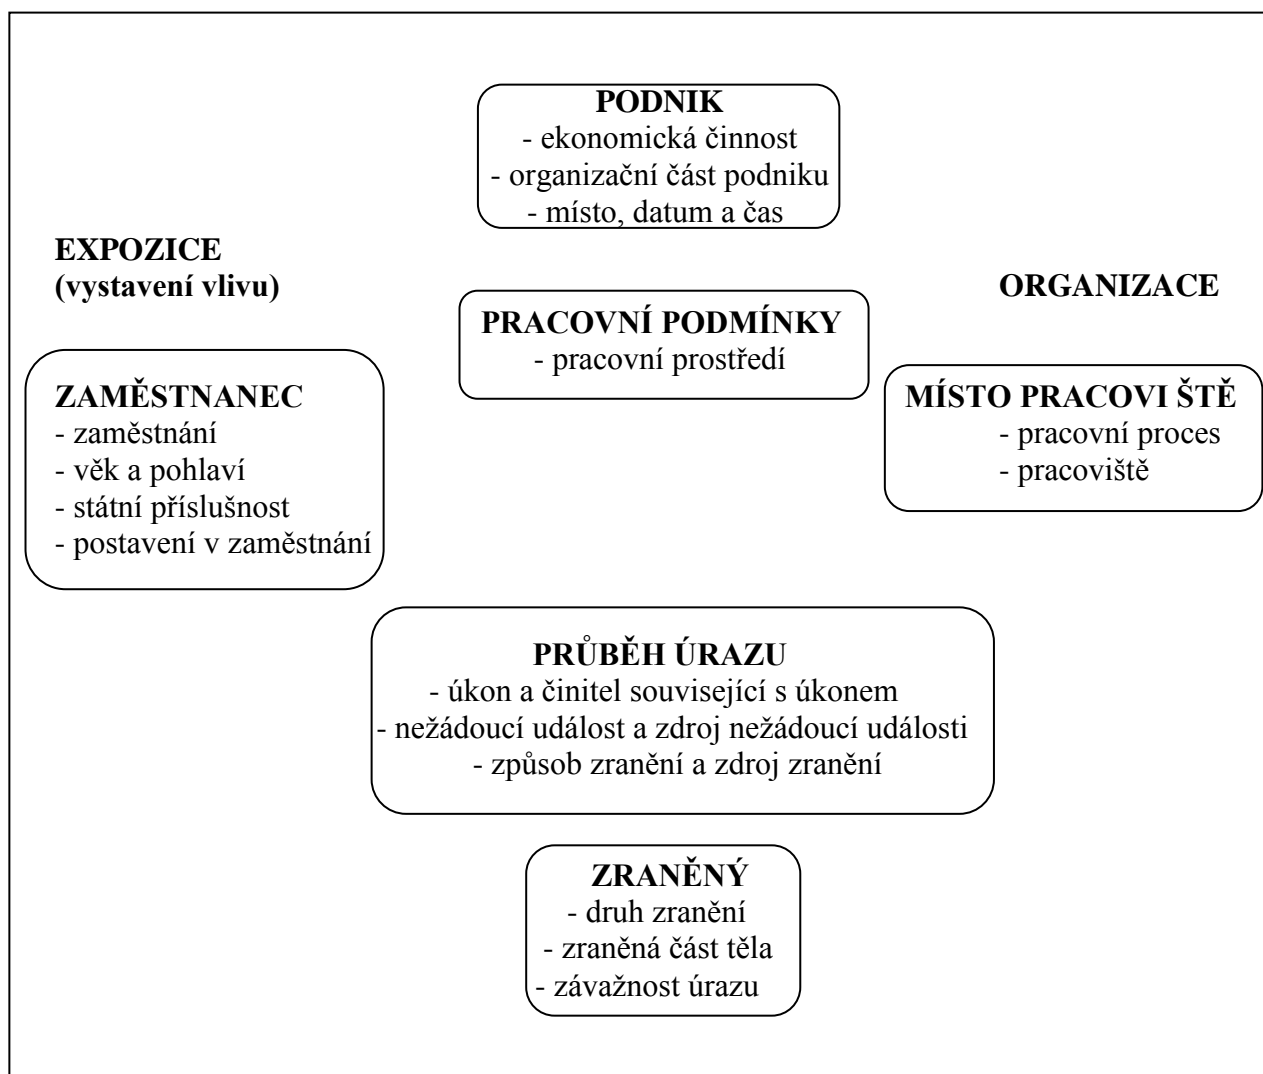 PODNIK
- ekonomická činnost
- organizační část podniku
- místo, datum a čas
EXPOZICE
(vystavení vlivu)
ORGANIZACE
PRACOVNÍ PODMÍNKY
- pracovní prostředí
ZAMĚSTNANEC
- zaměstnání
- věk a pohlaví
- státní příslušnost
- postavení v zaměstnání
MÍSTO PRACOVI ŠTĚ
- pracovní proces
- pracoviště
PRŮBĚH ÚRAZU
- úkon a činitel související s úkonem
- nežádoucí událost a zdroj nežádoucí události
- způsob zranění a zdroj zranění
ZRANĚNÝ
- druh zranění
- zraněná část těla
- závažnost úrazu